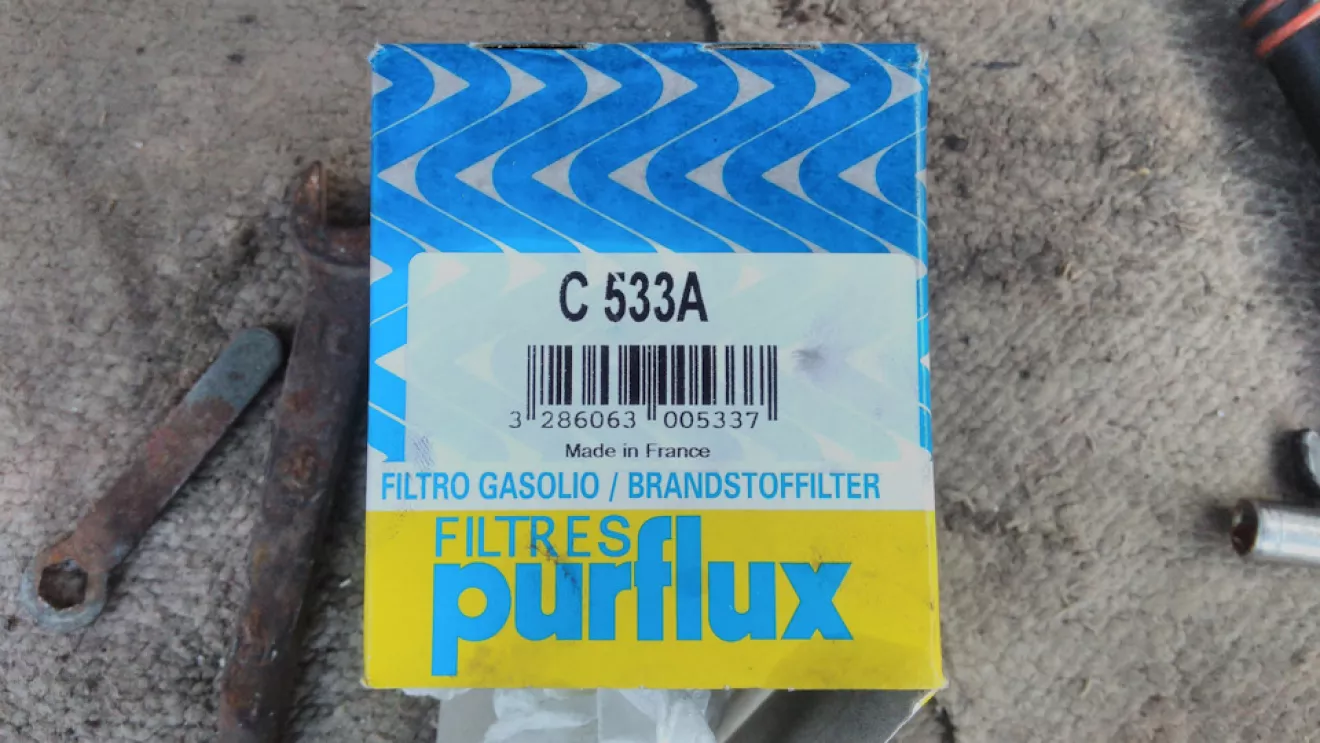 C 533A
3 286063 005337
Made in France
FILTRO GASOLIO / BRANDSTOFFILTER
FILTRES
purflux